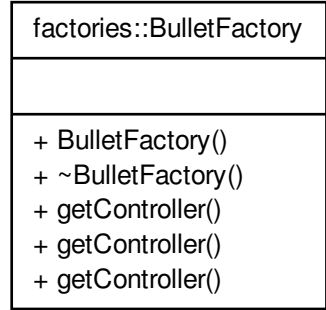 factories::BulletFactory
+ BulletFactory()
+ ~BulletFactory()
+ getController()
+ getController()
+ getController()